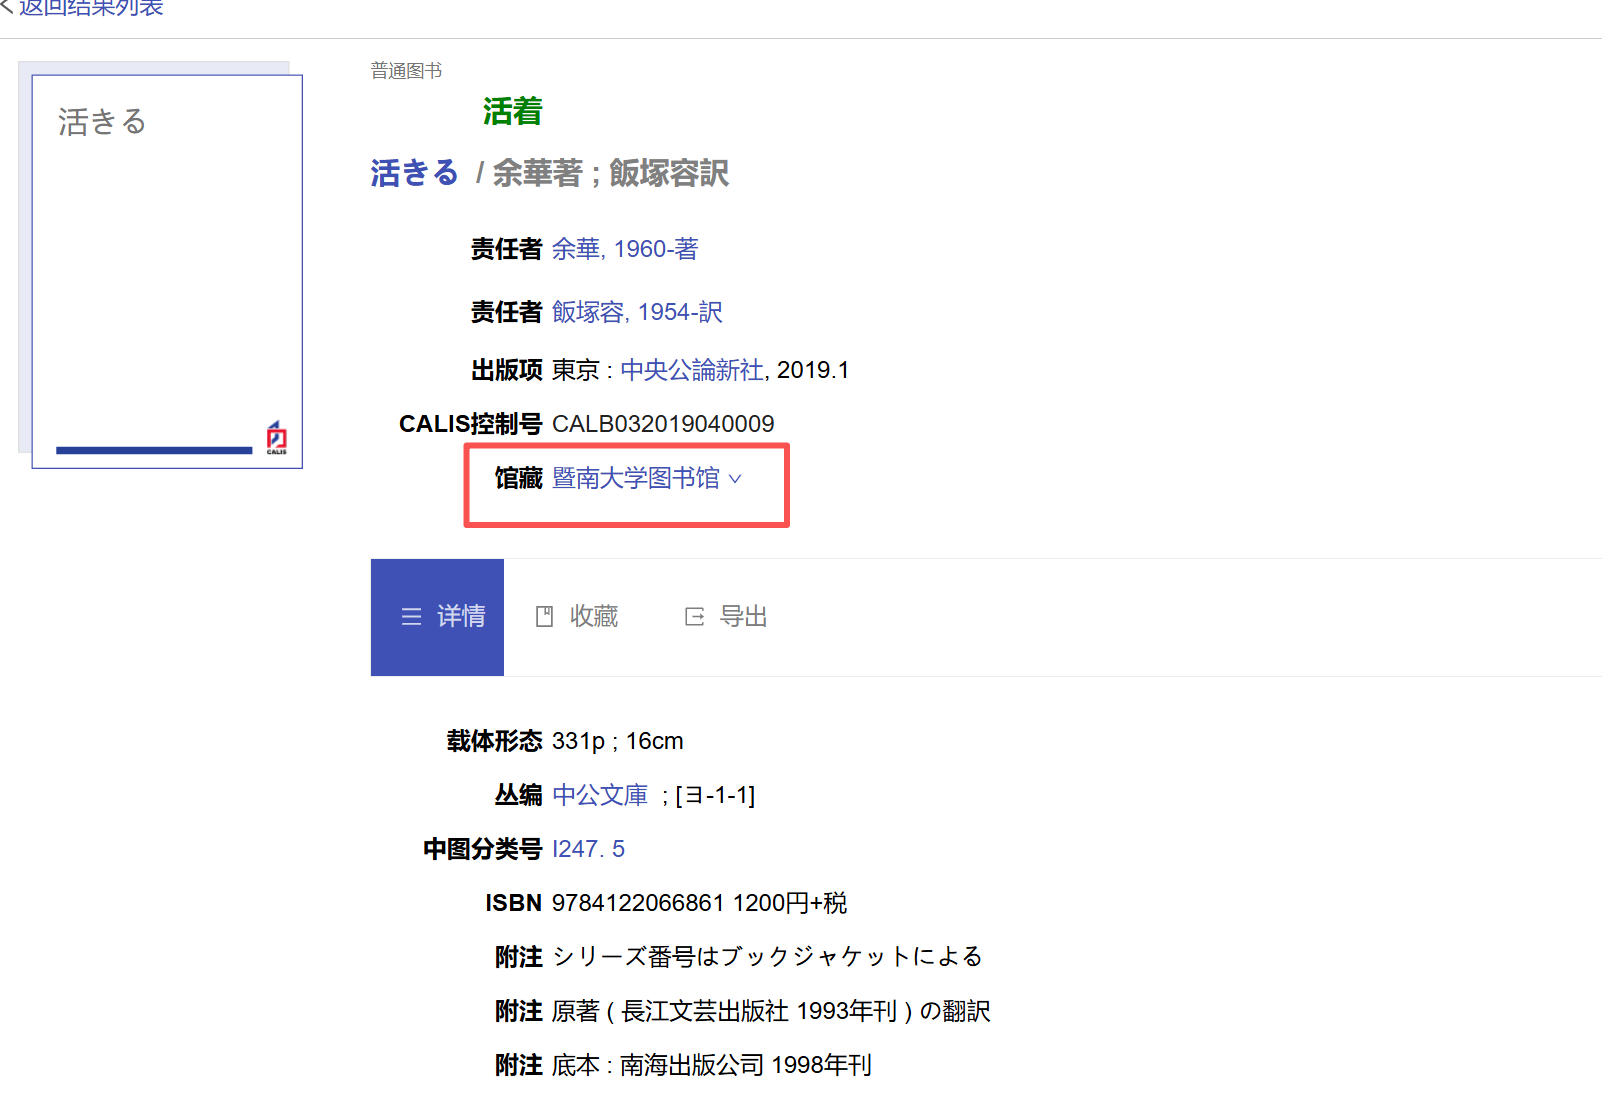 返回结果列表
普通图书
活きる
活着
活きる / 余華著 ; 飯塚容訳
责任者 余華, 1960-著
责任者 飯塚容, 1954-訳
出版项 東京 : 中央公論新社, 2019.1
CALIS控制号 CALB032019040009
CALIS
馆藏 暨南大学图书馆
详情 收藏 导出
载体形态 331p ; 16cm
丛编 中公文庫 ; [ヨ-1-1]
中图分类号 I247. 5
ISBN 9784122066861 1200円+税
附注 シリーズ番号はブックジャケットによる
附注 原著 ( 長江文芸出版社 1993年刊 ) の翻訳
附注 底本 : 南海出版公司 1998年刊